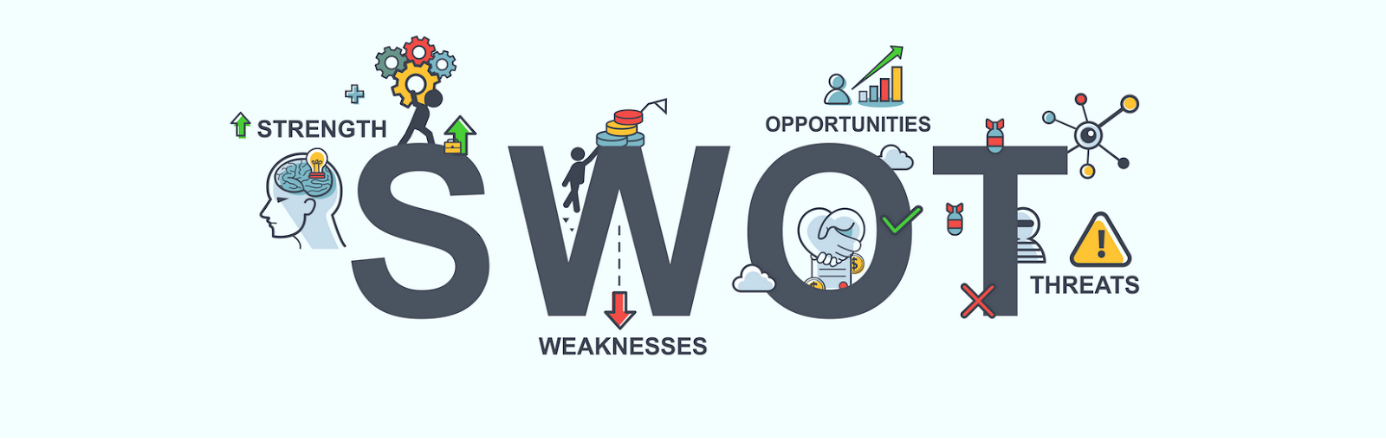 STRENGTH
SWOT
OPPORTUNITIES
WEAKNESSES
THREATS